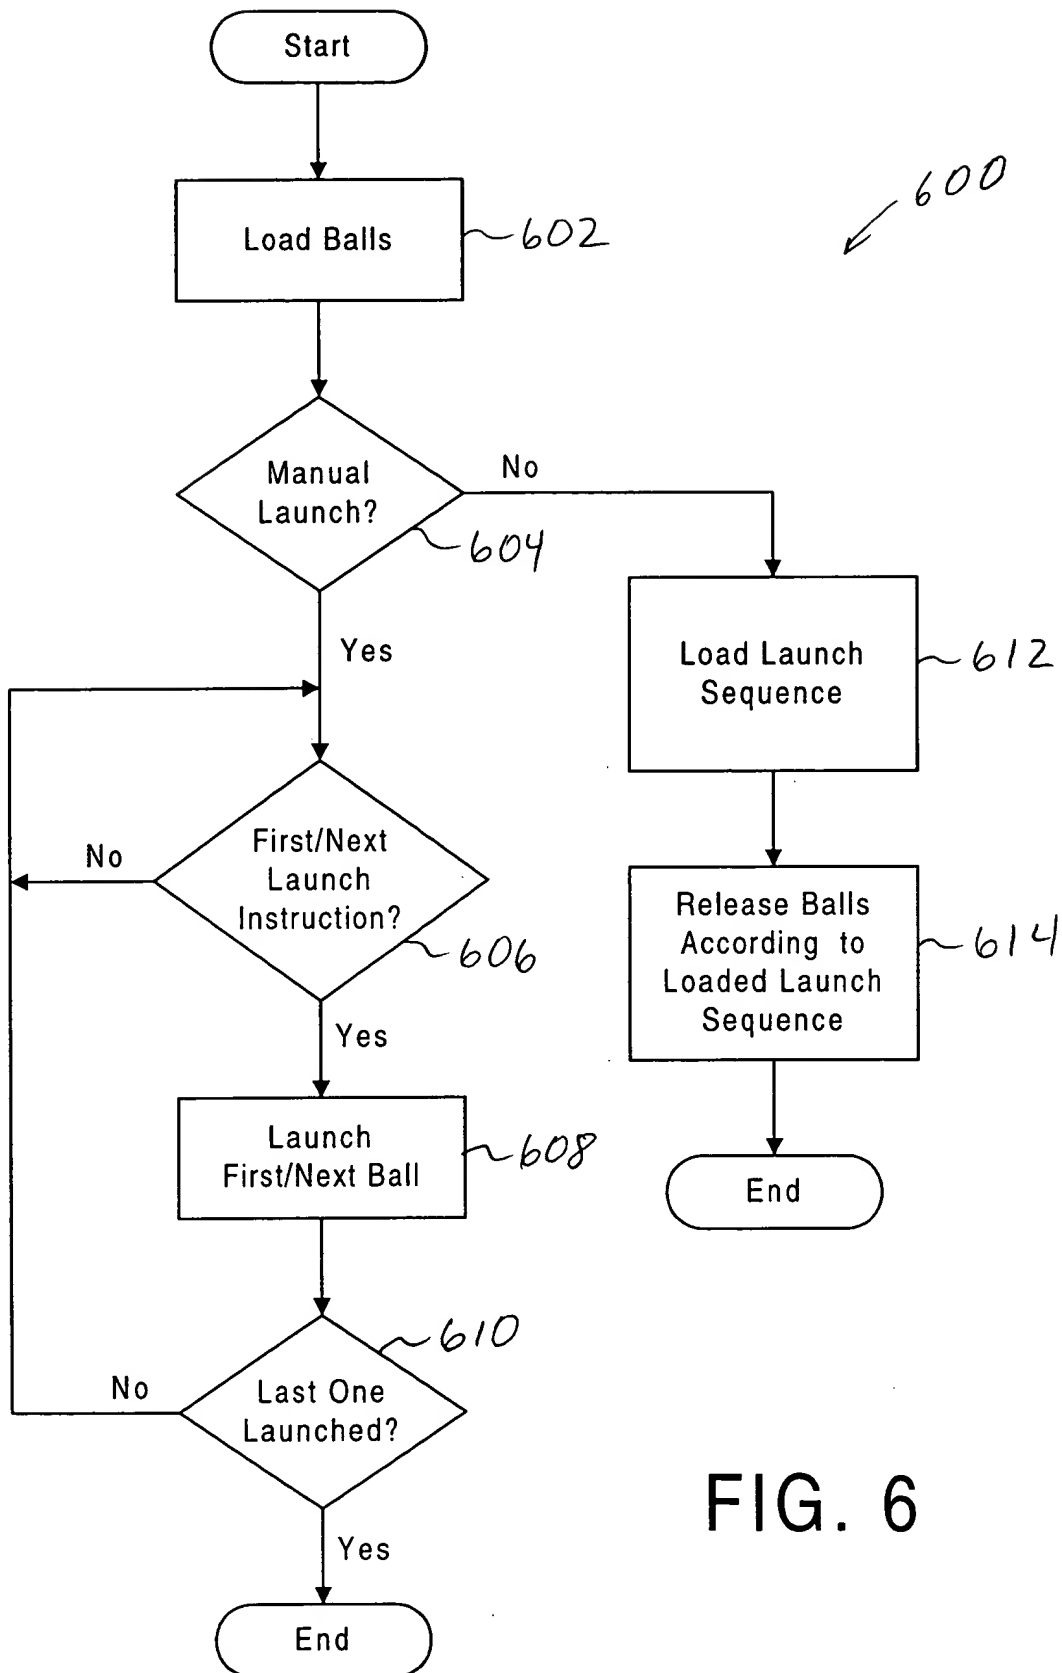 Start
600
Load Balls
602
Manual
Launch?
No
604
Yes
Load Launch
Sequence
612
First/Next
Launch
Instruction?
No
606
Release Balls
According to
Loaded Launch
Sequence
614
Yes
Launch
First/Next Ball
608
End
610
Last One
Launched?
No
Yes
End
FIG. 6